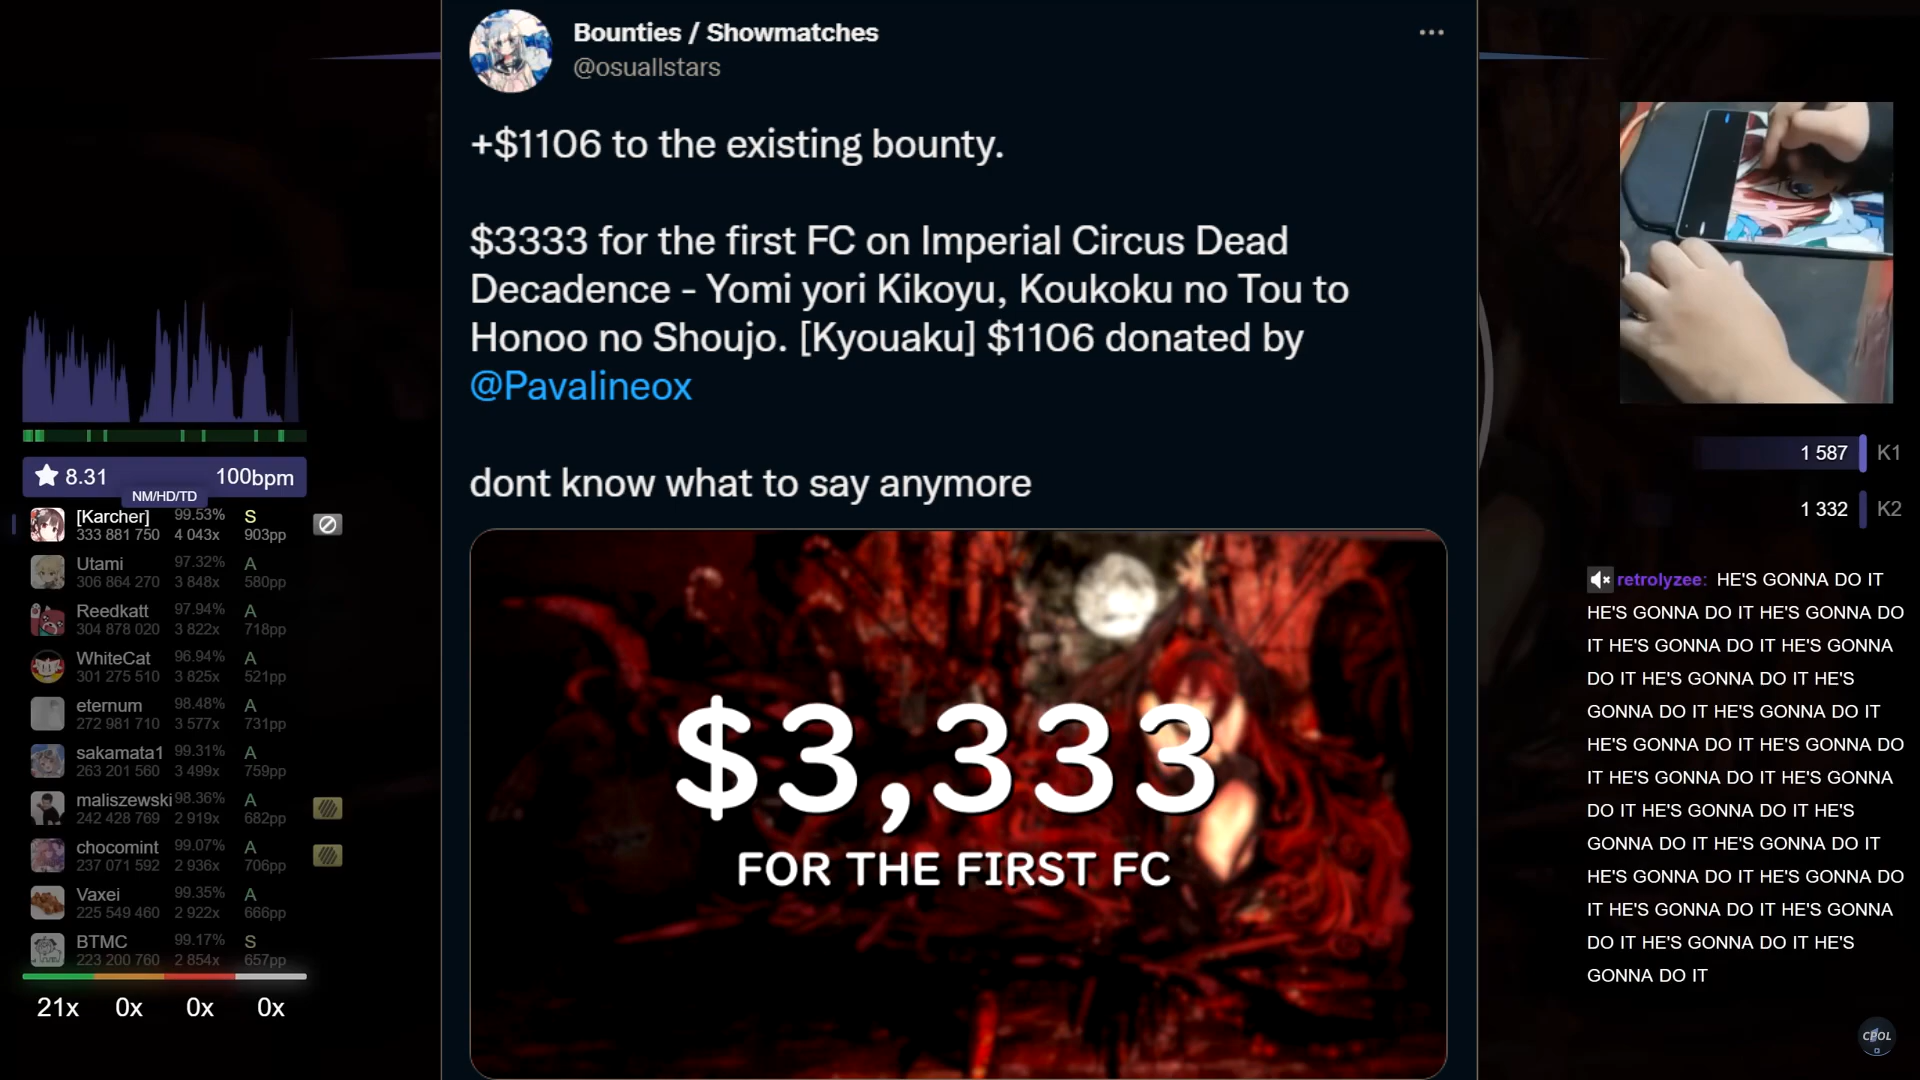 Bounties / Showmatches
@osuallstars
+$1106 to the existing bounty.
$3333 for the first FC on Imperial Circus Dead
Decadence - Yomi yori Kikoyu, Koukoku no Tou to
Honoo no Shoujo. [Kyouaku] $1106 donated by
@Pavalineox
dont know what to say anymore
$3,333
FOR THE FIRST FC
8.31 100bpm
NM/HD/TD
[Karcher] 99.53% S
333 881 750 4 043x 903pp
Utami 97.32% A
306 864 270 3 848x 580pp
Reedkatt 97.94% A
304 878 020 3 822x 718pp
WhiteCat 96.94% A
301 275 510 3 825x 521pp
eternum 98.48% A
272 981 710 3 577x 731pp
sakamata1 99.31% A
263 201 560 3 499x 759pp
maliszewski 98.36% A
242 428 769 2 919x 682pp
chocomint 99.07% A
237 071 592 2 936x 706pp
Vaxei 99.35% A
225 549 460 2 922x 666pp
BTMC 99.17% S
223 200 760 2 854x 657pp
21x 0x 0x 0x
1 587 K1
1 332 K2
retrolyzee: HE'S GONNA DO IT
HE'S GONNA DO IT HE'S GONNA DO
IT HE'S GONNA DO IT HE'S GONNA
DO IT HE'S GONNA DO IT HE'S
GONNA DO IT HE'S GONNA DO IT
HE'S GONNA DO IT HE'S GONNA DO
IT HE'S GONNA DO IT HE'S GONNA
DO IT HE'S GONNA DO IT HE'S
GONNA DO IT HE'S GONNA DO IT
HE'S GONNA DO IT HE'S GONNA DO
IT HE'S GONNA DO IT HE'S GONNA
DO IT HE'S GONNA DO IT HE'S
GONNA DO IT
CPOL